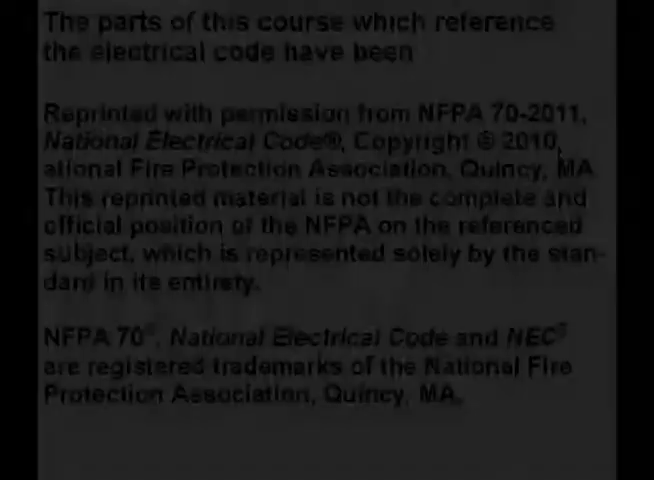 The parts of this course which reference
the electrical code have been
Reprinted with permission from NFPA 70-2011,
National Electrical Code®, Copyright © 2010,
ational Fire Protection Association, Quincy, MA
This reprinted material is not the complete and
official position of the NFPA on the referenced
subject, which is represented solely by the stan-
dard in its entirety.
NFPA 70®, National Electrical Code and NEC®
are registered trademarks of the National Fire
Protection Association, Quincy, MA.